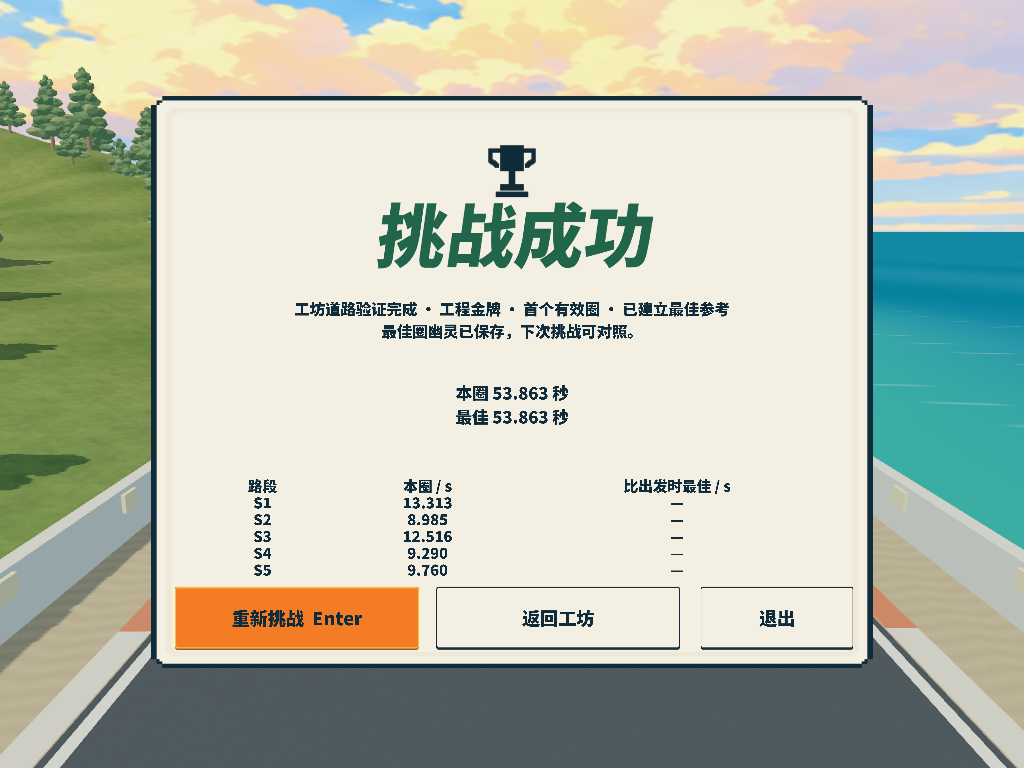 挑战成功
工坊道路验证完成 · 工程金牌 · 首个有效圈 · 已建立最佳参考
最佳圈幽灵已保存，下次挑战可对照。
本圈 53.863 秒
最佳 53.863 秒
路段 本圈 / s 比出发时最佳 / s
S1 13.313 —
S2 8.985 —
S3 12.516 —
S4 9.290 —
S5 9.760 —
重新挑战 Enter 返回工坊 退出